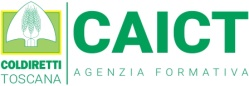 COLDIRETTI
TOSCANA
CAICT
AGENZIA FORMATIVA